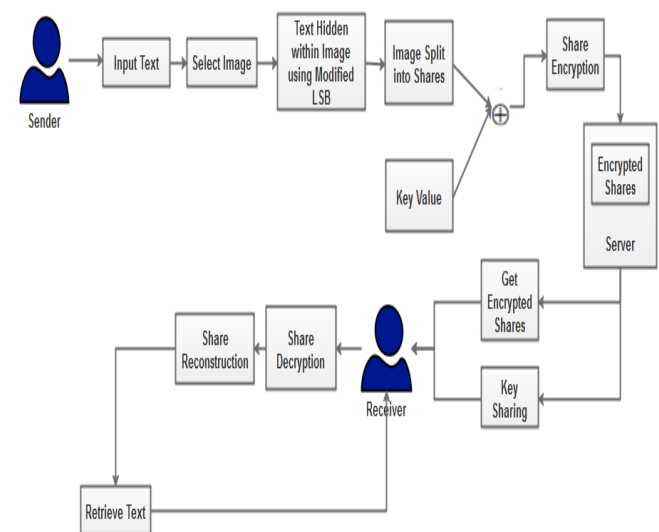 Sender
Input Text
Select Image
Text Hidden
within Image
using Modified
LSB
Image Split
into Shares
Key Value
Share
Encryption
Encrypted
Shares
Server
Get
Encrypted
Shares
Key
Sharing
Receiver
Share
Decryption
Share
Reconstruction
Retrieve Text